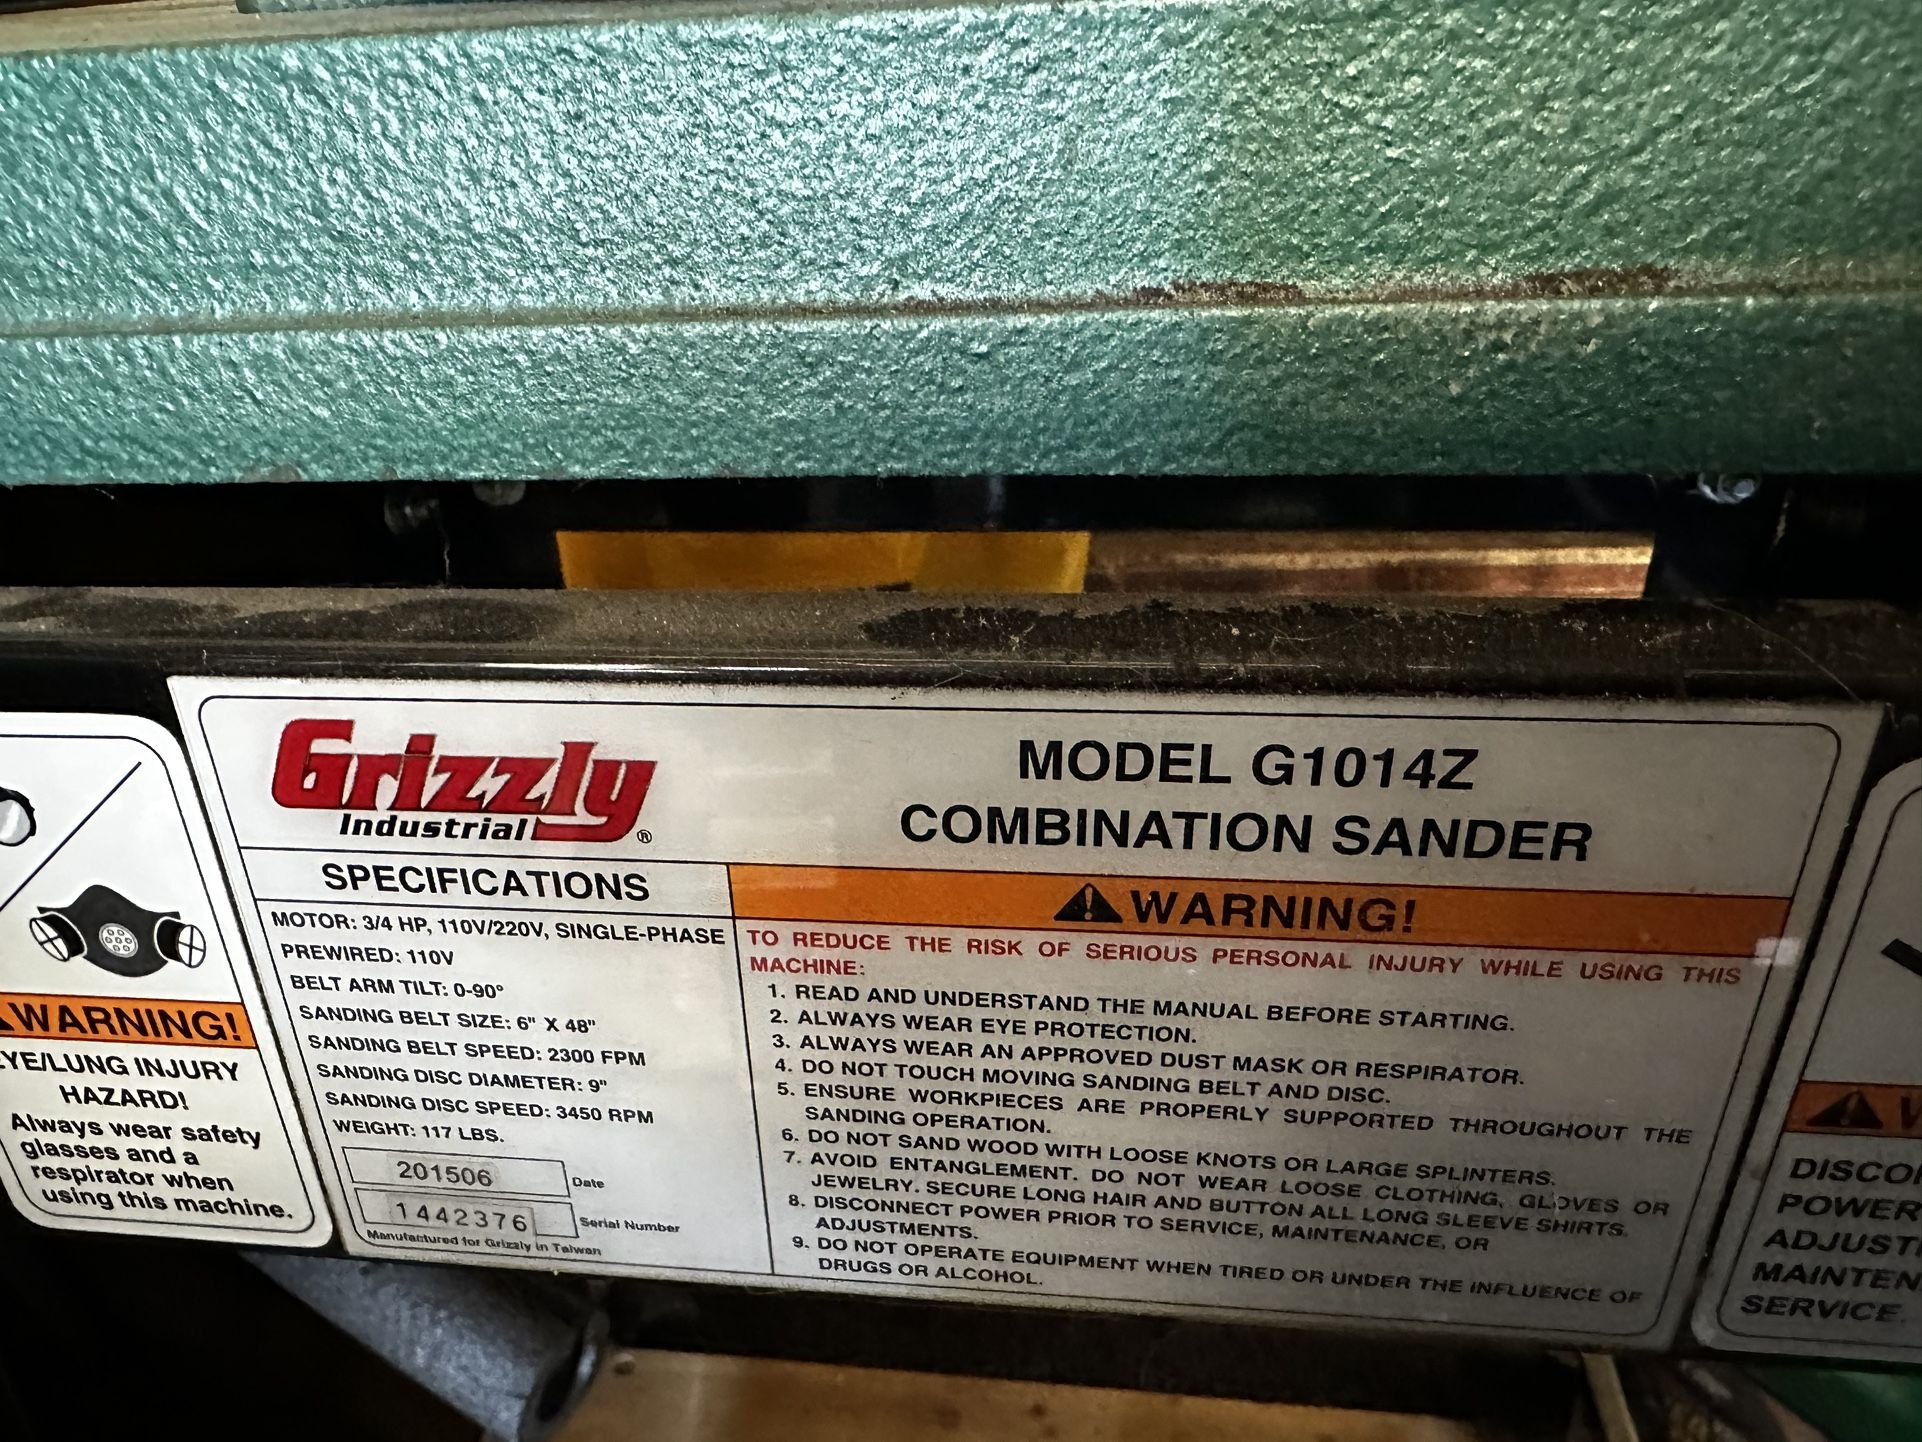 Grizzly
Industrial®
MODEL G1014Z
COMBINATION SANDER
SPECIFICATIONS
MOTOR: 3/4 HP, 110V/220V, SINGLE-PHASE
PREWIRED: 110V
BELT ARM TILT: 0-90°
SANDING BELT SIZE: 6" X 48"
SANDING BELT SPEED: 2300 FPM
SANDING DISC DIAMETER: 9"
SANDING DISC SPEED: 3450 RPM
WEIGHT: 117 LBS.
201506 Date
1442376 Serial Number
Manufactured for Grizzly in Taiwan
WARNING!
TO REDUCE THE RISK OF SERIOUS PERSONAL INJURY WHILE USING THIS
MACHINE:
1. READ AND UNDERSTAND THE MANUAL BEFORE STARTING.
2. ALWAYS WEAR EYE PROTECTION.
3. ALWAYS WEAR AN APPROVED DUST MASK OR RESPIRATOR.
4. DO NOT TOUCH MOVING SANDING BELT AND DISC.
5. ENSURE WORKPIECES ARE PROPERLY SUPPORTED THROUGHOUT THE
SANDING OPERATION.
6. DO NOT SAND WOOD WITH LOOSE KNOTS OR LARGE SPLINTERS.
7. AVOID ENTANGLEMENT. DO NOT WEAR LOOSE CLOTHING, GLOVES OR
JEWELRY. SECURE LONG HAIR AND BUTTON ALL LONG SLEEVE SHIRTS.
8. DISCONNECT POWER PRIOR TO SERVICE, MAINTENANCE, OR
ADJUSTMENTS.
9. DO NOT OPERATE EQUIPMENT WHEN TIRED OR UNDER THE INFLUENCE OF
DRUGS OR ALCOHOL.
WARNING!
EYE/LUNG INJURY
HAZARD!
Always wear safety
glasses and a
respirator when
using this machine.
POWER
SERVICE.